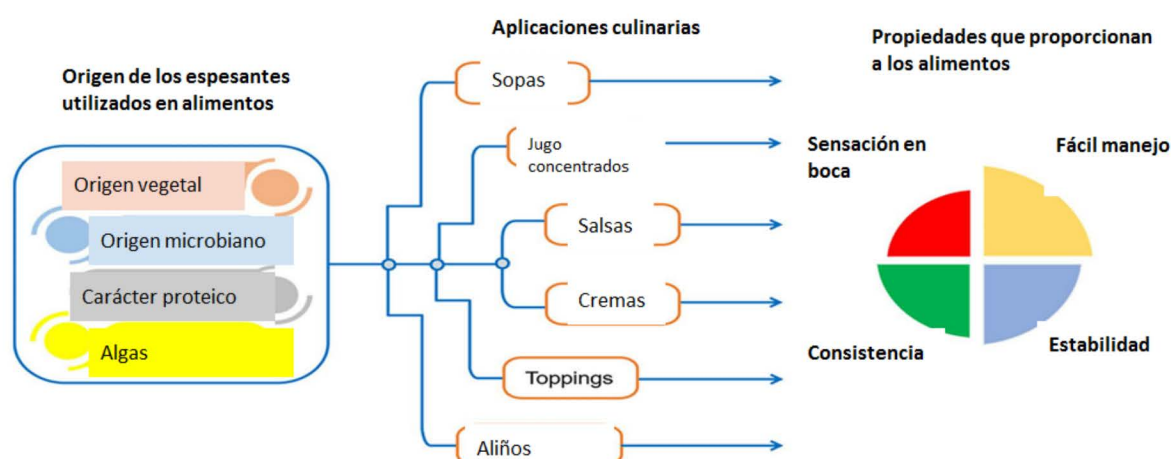 Origen de los espesantes
utilizados en alimentos
Origen vegetal
Origen microbiano
Carácter proteico
Algas
Aplicaciones culinarias
Sopas
Jugo
concentrados
Salsas
Cremas
Toppings
Aliños
Propiedades que proporcionan
a los alimentos
Sensación en
boca
Fácil manejo
Consistencia
Estabilidad